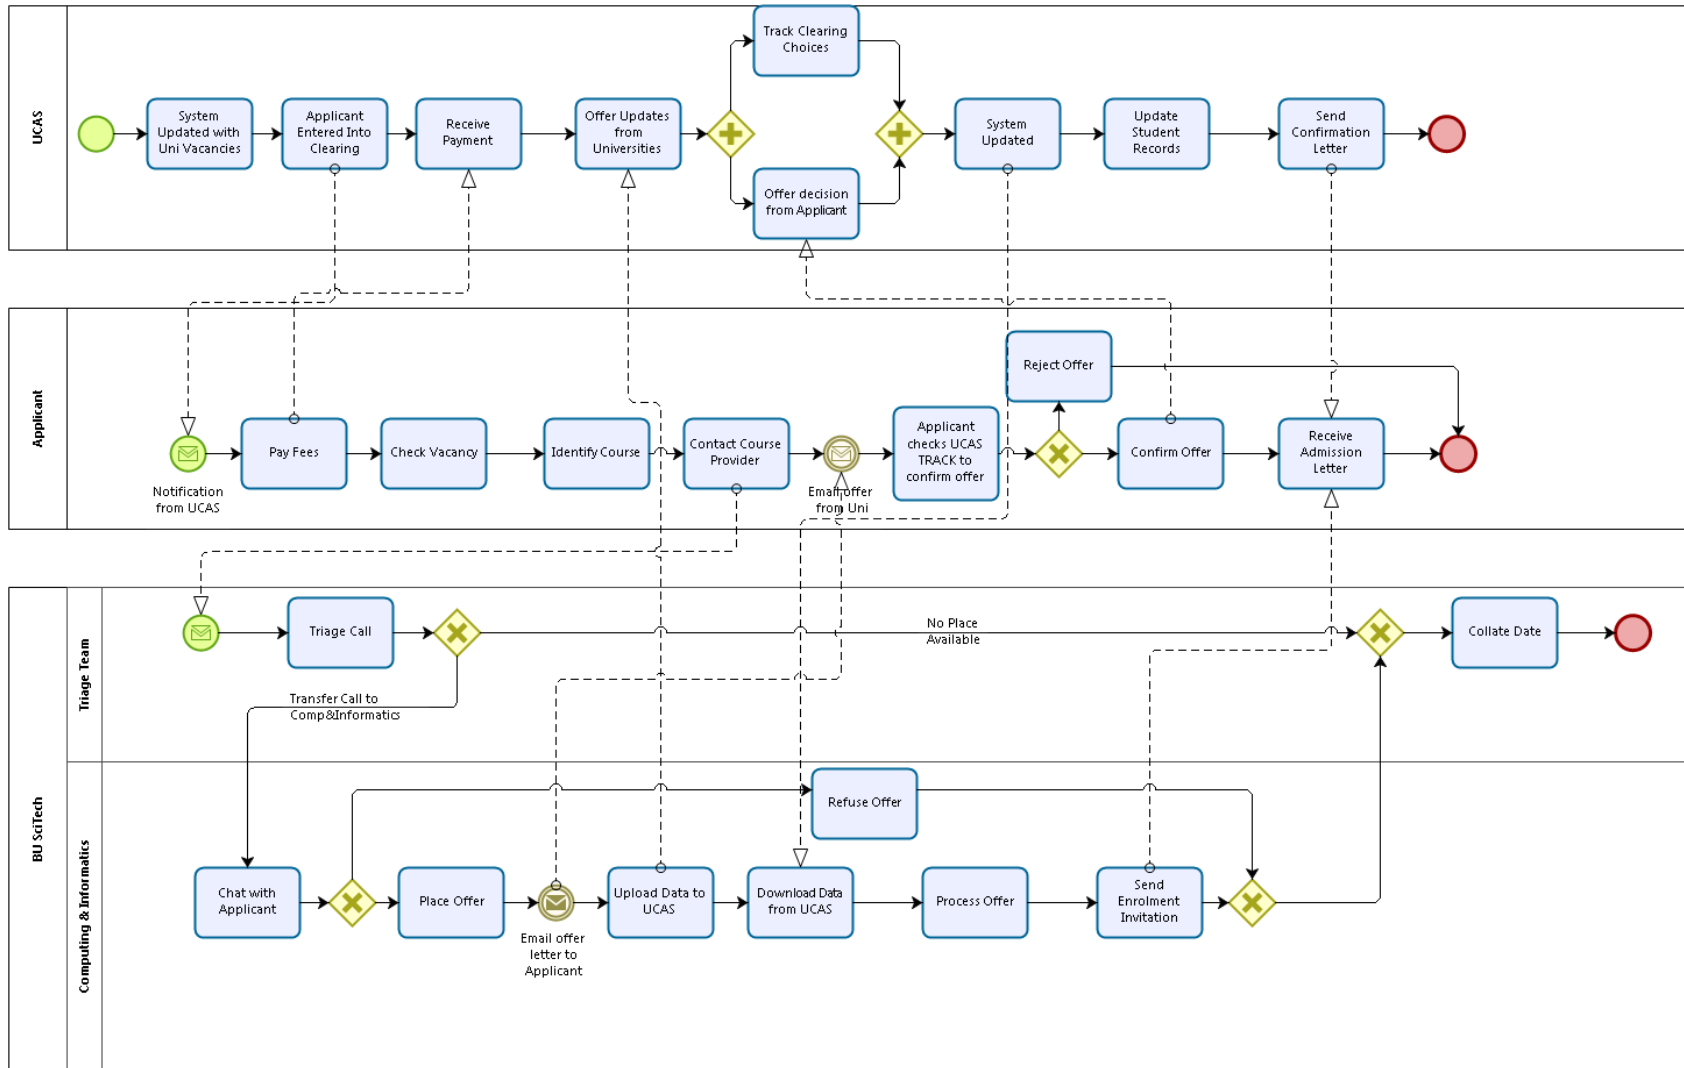 UCAS
System
Updated with
Uni Vacancies
Applicant
Entered Into
Clearing
Receive
Payment
Offer Updates
from
Universities
Track Clearing
Choices
Offer decision
from Applicant
System
Updated
Update
Student
Records
Send
Confirmation
Letter
Applicant
Notification
from UCAS
Pay Fees
Check Vacancy
Identify Course
Contact Course
Provider
Email offer
from Uni
Applicant
checks UCAS
TRACK to
confirm offer
Reject Offer
Confirm Offer
Receive
Admission
Letter
BU SciTech
Triage Team
Triage Call
No Place
Available
Transfer Call to
Comp&Informatics
Collate Date
Computing & Informatics
Chat with
Applicant
Place Offer
Email offer
letter to
Applicant
Upload Data to
UCAS
Refuse Offer
Download Data
from UCAS
Process Offer
Send
Enrolment
Invitation